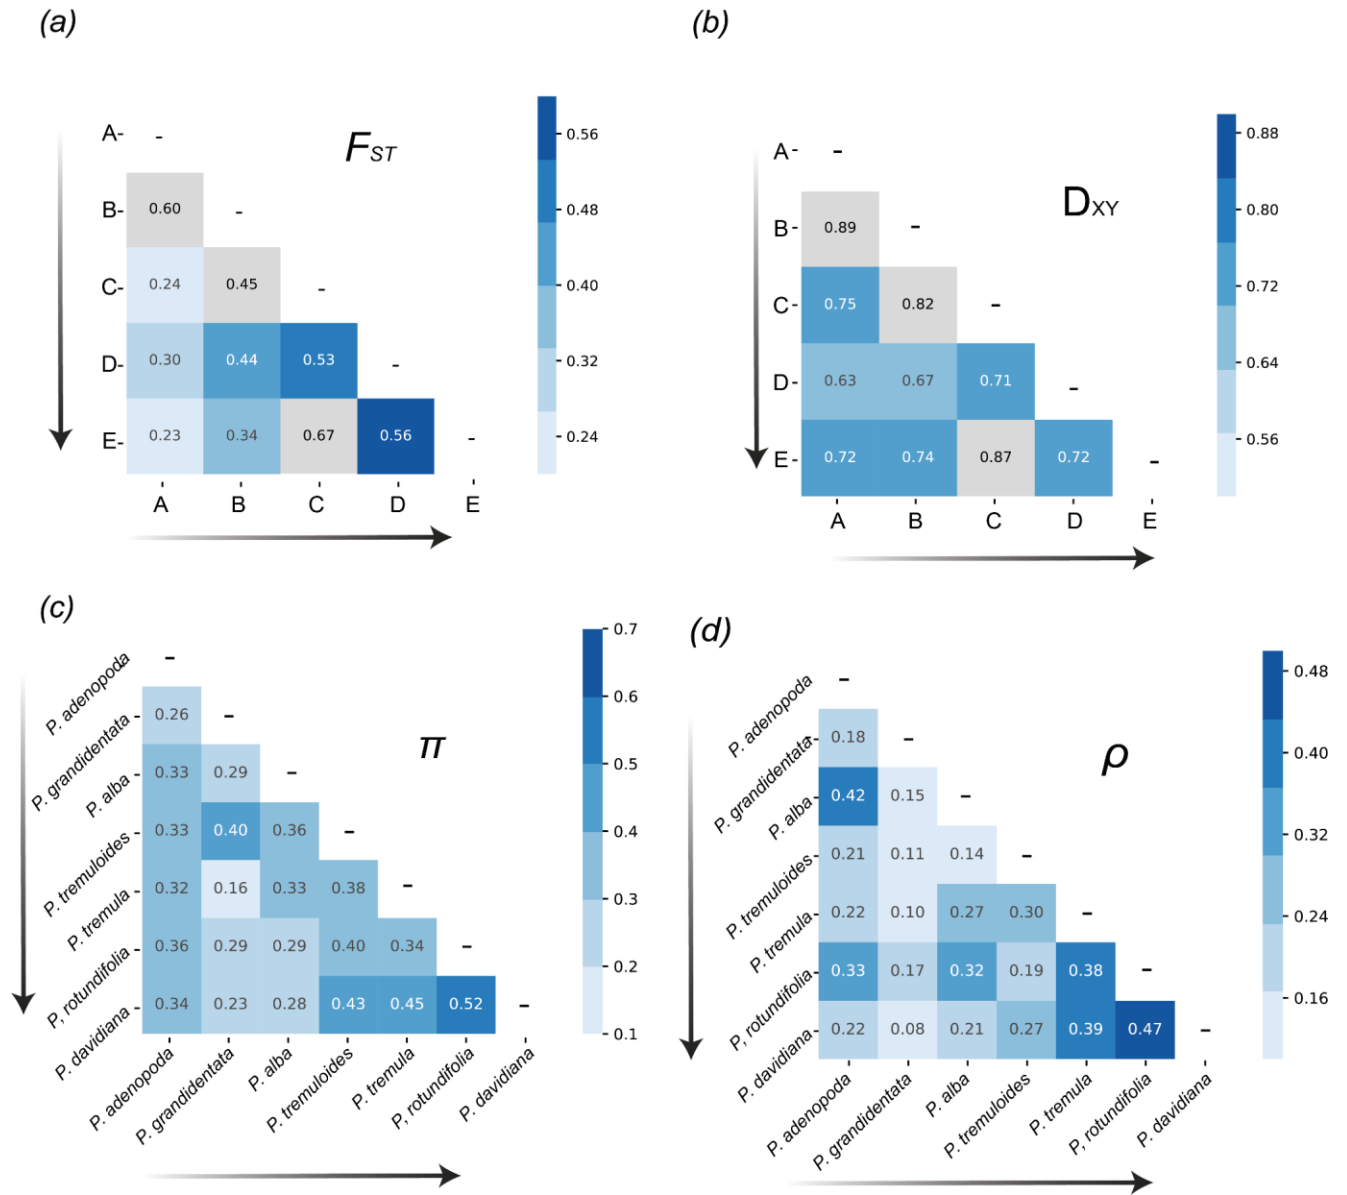 (a)
F ST
A- -
B- 0.60 -
C- 0.24 0.45 -
D- 0.30 0.44 0.53 -
E- 0.23 0.34 0.67 0.56 -
A B C D E
0.56
0.48
0.40
0.32
0.24
(b)
DXY
A- -
B- 0.89 -
C- 0.75 0.82 -
D- 0.63 0.67 0.71 -
E- 0.72 0.74 0.87 0.72 -
A B C D E
0.88
0.80
0.72
0.64
0.56
(c)
π
P. adenopoda -
P. grandidentata 0.26 -
P. alba 0.33 0.29 -
P. tremuloides 0.33 0.40 0.36 -
P. tremula 0.32 0.16 0.33 0.38 -
P, rotundifolia 0.36 0.29 0.29 0.40 0.34 -
P. davidiana 0.34 0.23 0.28 0.43 0.45 0.52 -
P. adenopoda
P. grandidentata
P. alba
P. tremuloides
P. tremula
P, rotundifolia
P. davidiana
0.7
0.6
0.5
0.4
0.3
0.2
0.1
(d)
ρ
P. adenopoda -
P. grandidentata 0.18 -
P. alba 0.42 0.15 -
P. tremuloides 0.21 0.11 0.14 -
P. tremula 0.22 0.10 0.27 0.30 -
P, rotundifolia 0.33 0.17 0.32 0.19 0.38 -
P. davidiana 0.22 0.08 0.21 0.27 0.39 0.47 -
P. adenopoda
P. grandidentata
P. alba
P. tremuloides
P. tremula
P, rotundifolia
P. davidiana
0.48
0.40
0.32
0.24
0.16